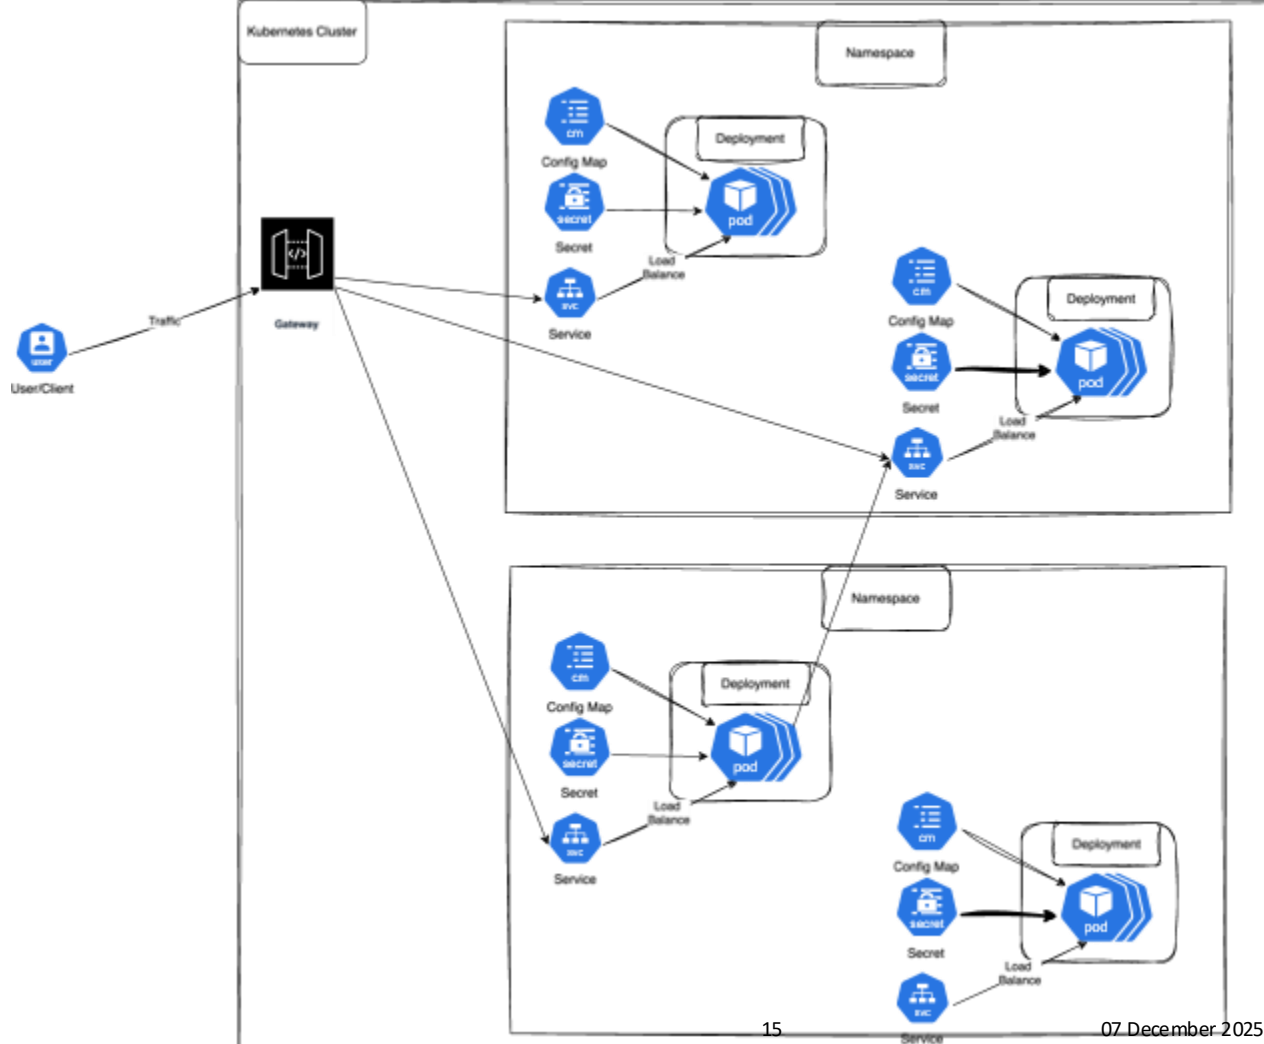 Kubernetes Cluster
Namespace
cm
Config Map
Deployment
secret
Secret
pod
Load
Balance
svc
Service
cm
Config Map
Deployment
secret
Secret
pod
Load
Balance
svc
Service
Gateway
Traffic
user
User/Client
Namespace
cm
Config Map
Deployment
secret
Secret
pod
Load
Balance
svc
Service
cm
Config Map
Deployment
secret
Secret
pod
Load
Balance
svc
Service
15
07 December 2025